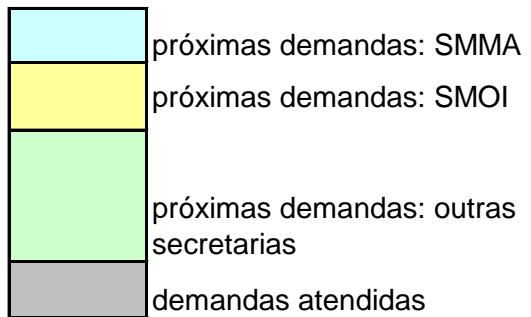 próximas demandas: SMMA
próximas demandas: SMOI
próximas demandas: outras
secretarias
demandas atendidas